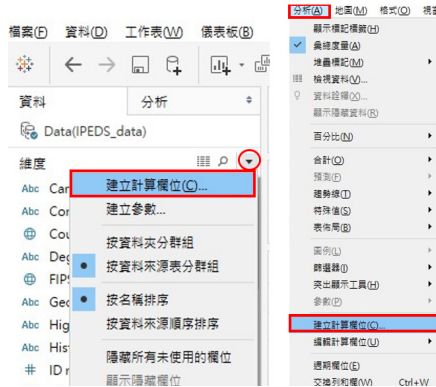 檔案(F) 資料(D) 工作表(W) 儀表板(B)
資料 分析
Data(IPEDS_data)
維度
Abc Car
Abc Cor
Cou
Abc Deg
FIPS
Abc Geo
Abc Hig
Abc Hist
# ID r
建立計算欄位(C)...
建立參數...
按資料夾分群組
按資料來源表分群組
按名稱排序
按資料來源順序排序
隱藏所有未使用的欄位
顯示隱藏欄位
分析(A) 地圖(M) 格式(O) 視窗
顯示標記標籤(H)
彙總度量(A)
堆疊標記(M)
檢視資料(V)...
資料詮釋(X)...
顯示隱藏資料(R)
百分比(N)
合計(O)
預測(F)
趨勢線(T)
特殊值(S)
表佈局(B)
圖例(L)
篩選器(I)
突出顯示工具(H)
參數(P)
建立計算欄位(C)...
編輯計算欄位(U)
週期欄位(E)
交換列和欄(W) Ctrl+W